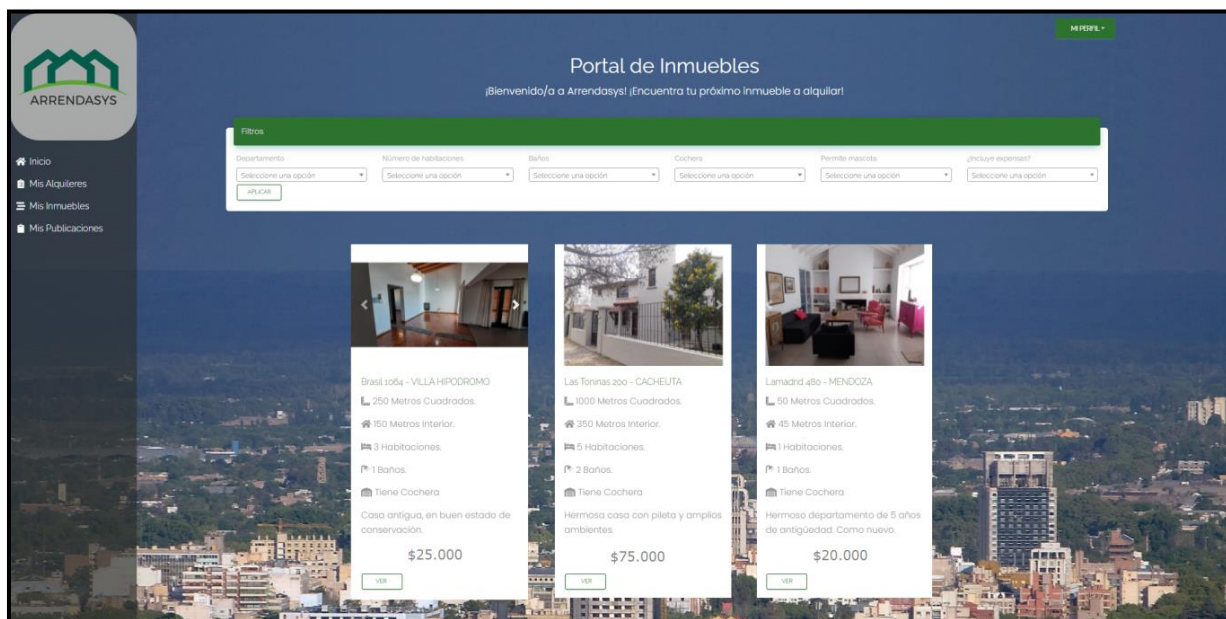 ARRENDASYS
Inicio
Mis Alquileres
Mis Inmuebles
Mis Publicaciones
MI PERFIL
Portal de Inmuebles
¡Bienvenido/a a Arrendasys! ¡Encuentra tu próximo inmueble a alquilar!
Filtros
Departamento Número de habitaciones Baños Cochera Permite mascota ¿Incluye expensas?
Seleccione una opción Seleccione una opción Seleccione una opción Seleccione una opción Seleccione una opción Seleccione una opción
APLICAR
Brasil 1064 - VILLA HIPODROMO
250 Metros Cuadrados.
150 Metros Interior.
3 Habitaciones.
1 Baños.
Tiene Cochera
Casa antigua, en buen estado de
conservación.
$25.000
VER
Las Toninas 200 - CACHEUTA
1000 Metros Cuadrados.
350 Metros Interior.
5 Habitaciones.
2 Baños.
Tiene Cochera
Hermosa casa con pileta y amplios
ambientes.
$75.000
VER
Lamadrid 480 - MENDOZA
50 Metros Cuadrados.
45 Metros Interior.
1 Habitaciones.
1 Baños.
Tiene Cochera
Hermoso departamento de 5 años
de antigüedad. Como nuevo.
$20.000
VER